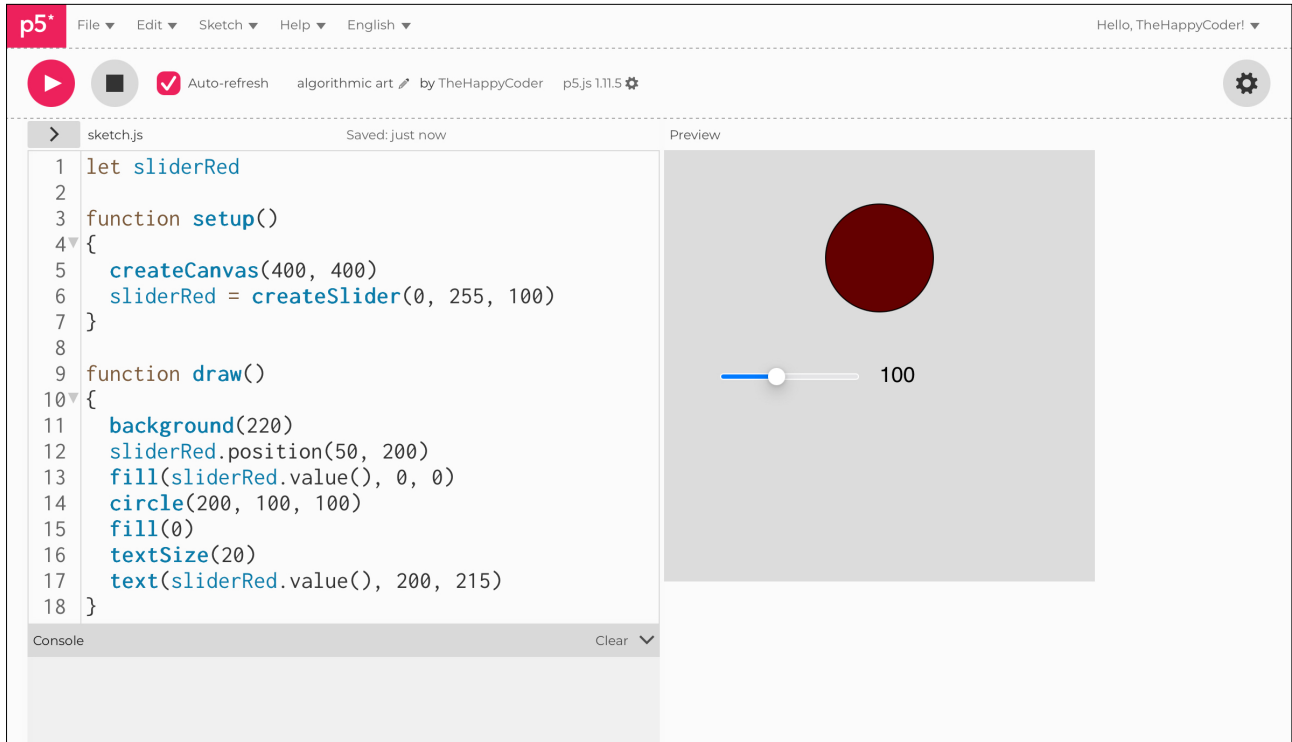 p5* File Edit Sketch Help English Hello, TheHappyCoder!
Auto-refresh algorithmic art by TheHappyCoder p5.js 1.11.5
sketch.js Saved: just now Preview
1 let sliderRed
2
3 function setup()
4 {
5   createCanvas(400, 400)
6   sliderRed = createSlider(0, 255, 100)
7 }
8
9 function draw()
10 {
11   background(220)
12   sliderRed.position(50, 200)
13   fill(sliderRed.value(), 0, 0)
14   circle(200, 100, 100)
15   fill(0)
16   textSize(20)
17   text(sliderRed.value(), 200, 215)
18 }
Console Clear
100